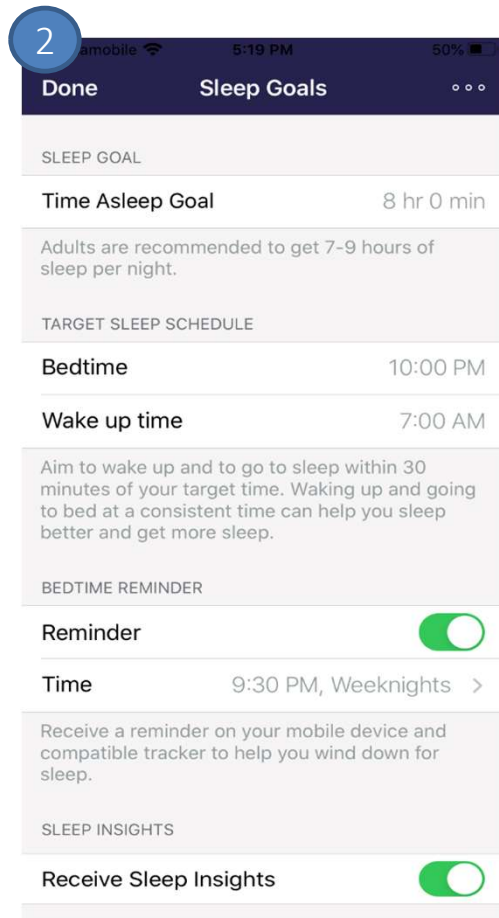 2
amobile 5:19 PM 50%
Done Sleep Goals
SLEEP GOAL
Time Asleep Goal 8 hr 0 min
Adults are recommended to get 7-9 hours of
sleep per night.
TARGET SLEEP SCHEDULE
Bedtime 10:00 PM
Wake up time 7:00 AM
Aim to wake up and to go to sleep within 30
minutes of your target time. Waking up and going
to bed at a consistent time can help you sleep
better and get more sleep.
BEDTIME REMINDER
Reminder
Time 9:30 PM, Weeknights >
Receive a reminder on your mobile device and
compatible tracker to help you wind down for
sleep.
SLEEP INSIGHTS
Receive Sleep Insights